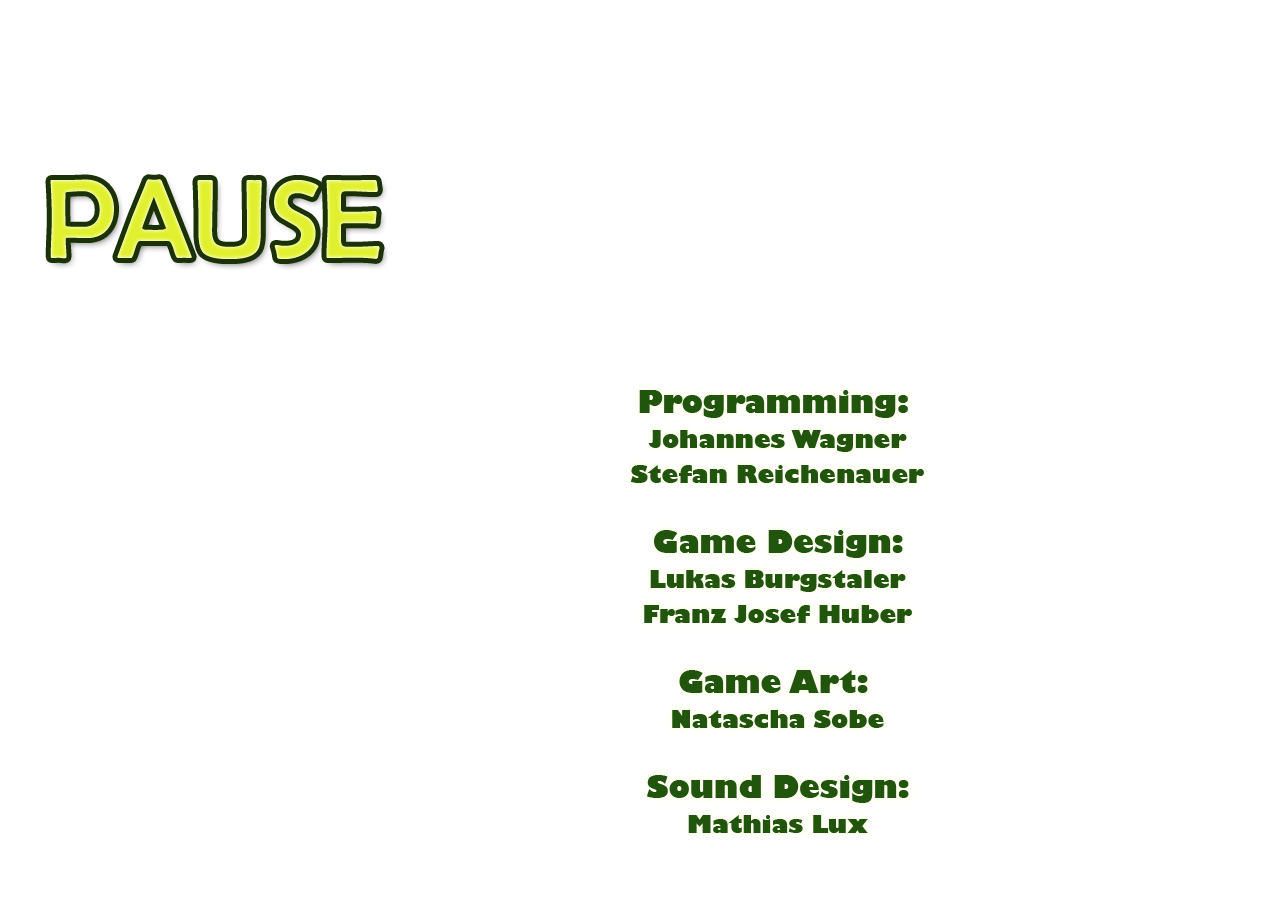 PAUSE
Programming:
Johannes Wagner
Stefan Reichenauer
Game Design:
Lukas Burgstaler
Franz Josef Huber
Game Art:
Natascha Sobe
Sound Design:
Mathias Lux